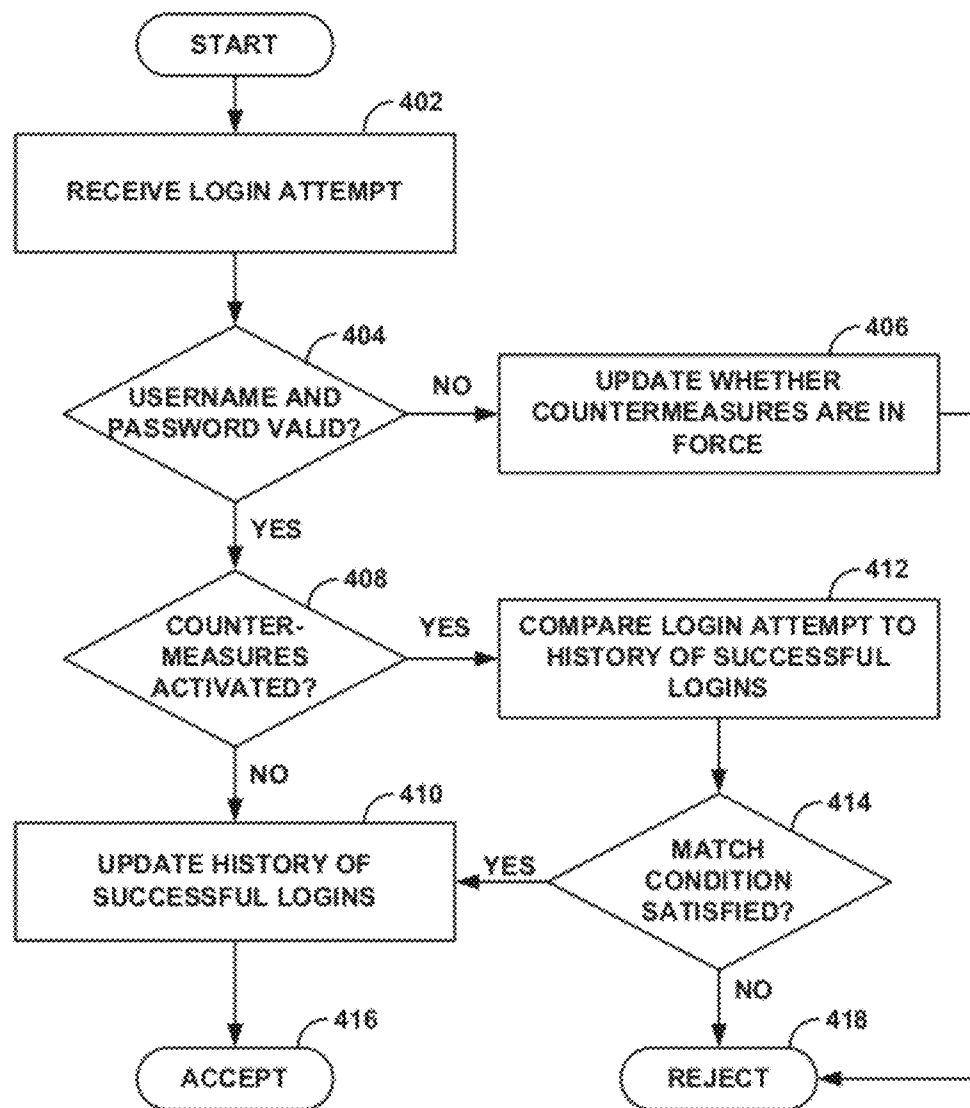 START
402
RECEIVE LOGIN ATTEMPT
404
USERNAME AND
PASSWORD VALID?
NO
406
UPDATE WHETHER
COUNTERMEASURES ARE IN
FORCE
YES
408
COUNTER-
MEASURES
ACTIVATED?
YES
412
COMPARE LOGIN ATTEMPT TO
HISTORY OF SUCCESSFUL
LOGINS
NO
410
UPDATE HISTORY OF
SUCCESSFUL LOGINS
YES
414
MATCH
CONDITION
SATISFIED?
NO
416
ACCEPT
418
REJECT